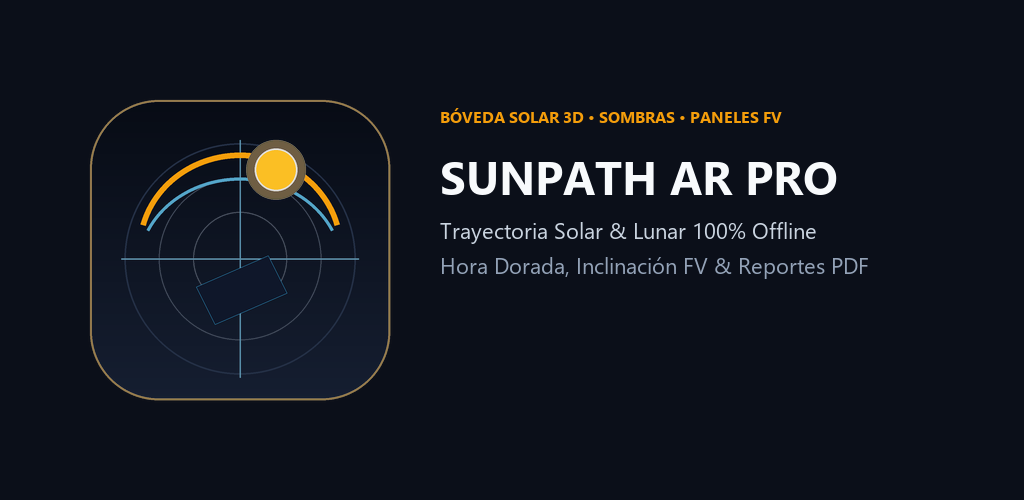 BÓVEDA SOLAR 3D • SOMBRAS • PANELES FV
SUNPATH AR PRO
Trayectoria Solar & Lunar 100% Offline
Hora Dorada, Inclinación FV & Reportes PDF